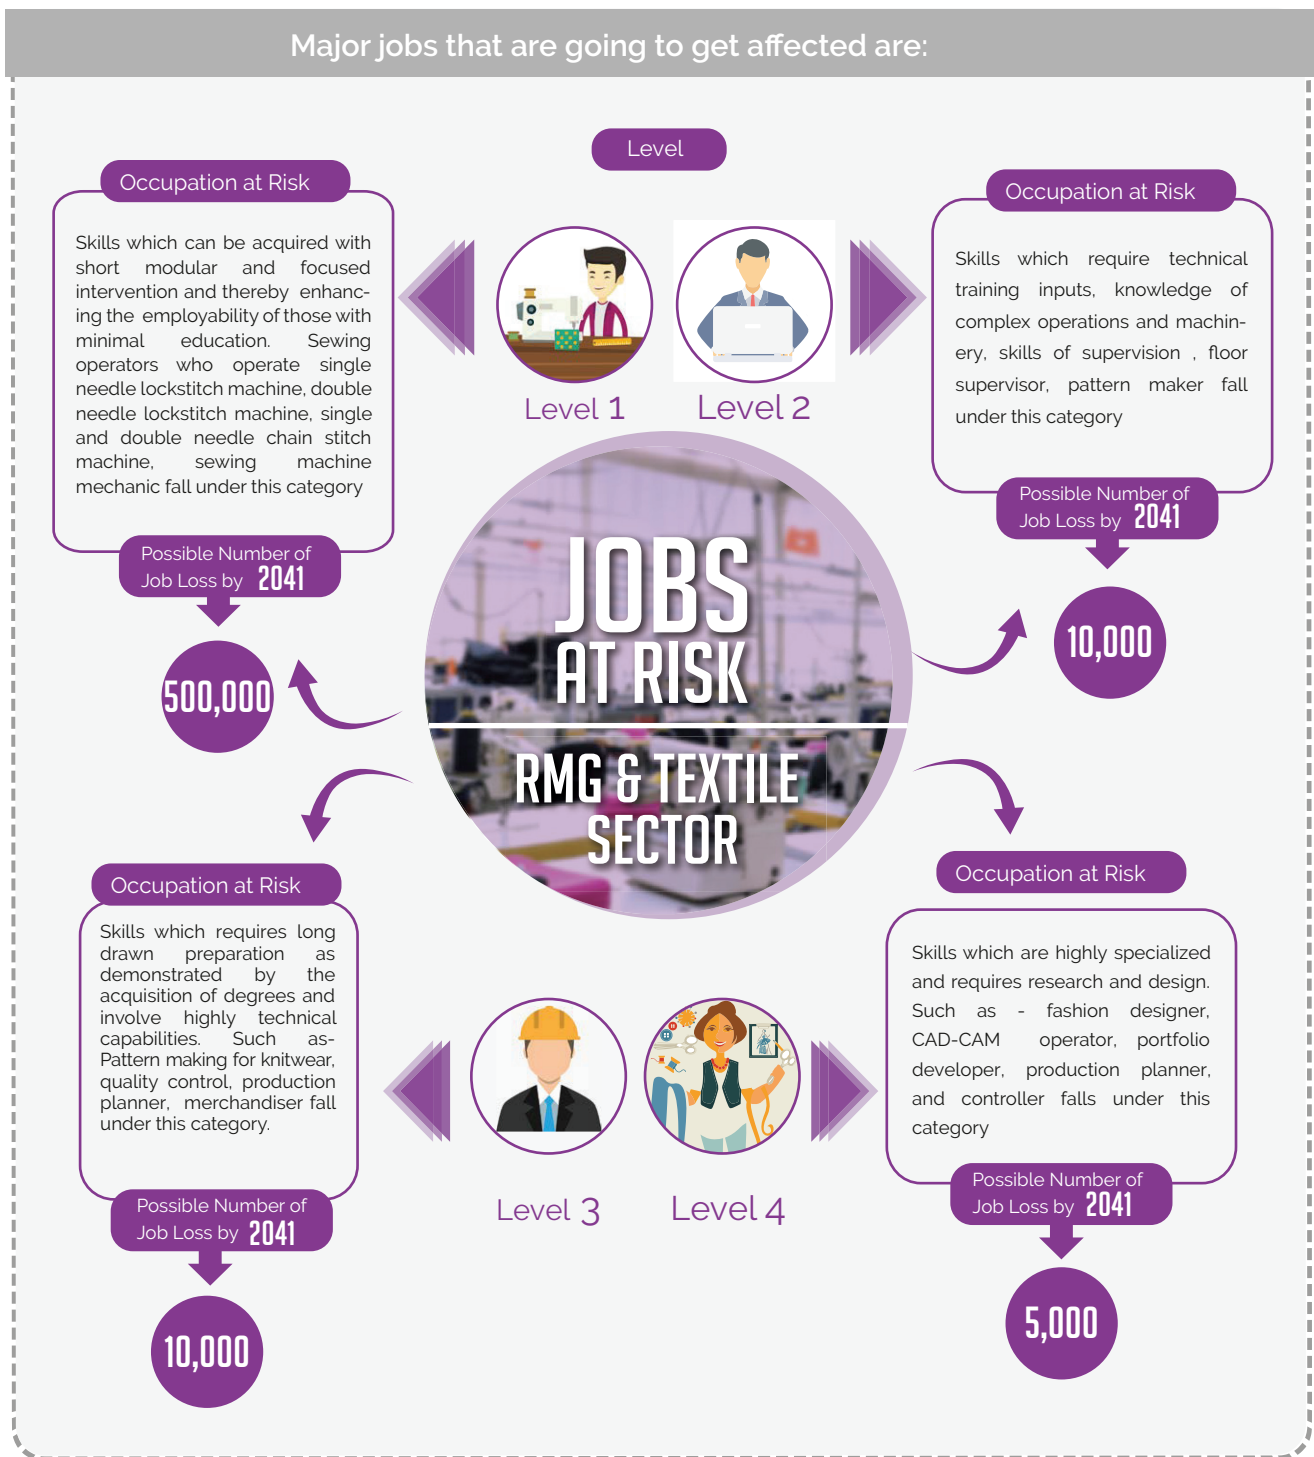 Major jobs that are going to get affected are:
Level
Occupation at Risk
Skills which can be acquired with
short modular and focused
intervention and thereby enhanc-
ing the employability of those with
minimal education. Sewing
operators who operate single
needle lockstitch machine, double
needle lockstitch machine, single
and double needle chain stitch
machine, sewing machine
mechanic fall under this category
Possible Number of
Job Loss by 2041
500,000
Level 1
Level 2
Occupation at Risk
Skills which require technical
training inputs, knowledge of
complex operations and machin-
ery, skills of supervision , floor
supervisor, pattern maker fall
under this category
Possible Number of
Job Loss by 2041
10,000
JOBS
AT RISK
RMG & TEXTILE
SECTOR
Occupation at Risk
Skills which requires long
drawn preparation as
demonstrated by the
acquisition of degrees and
involve highly technical
capabilities. Such as-
Pattern making for knitwear,
quality control, production
planner, merchandiser fall
under this category.
Possible Number of
Job Loss by 2041
10,000
Level 3
Level 4
Occupation at Risk
Skills which are highly specialized
and requires research and design.
Such as - fashion designer,
CAD-CAM operator, portfolio
developer, production planner,
and controller falls under this
category
Possible Number of
Job Loss by 2041
5,000